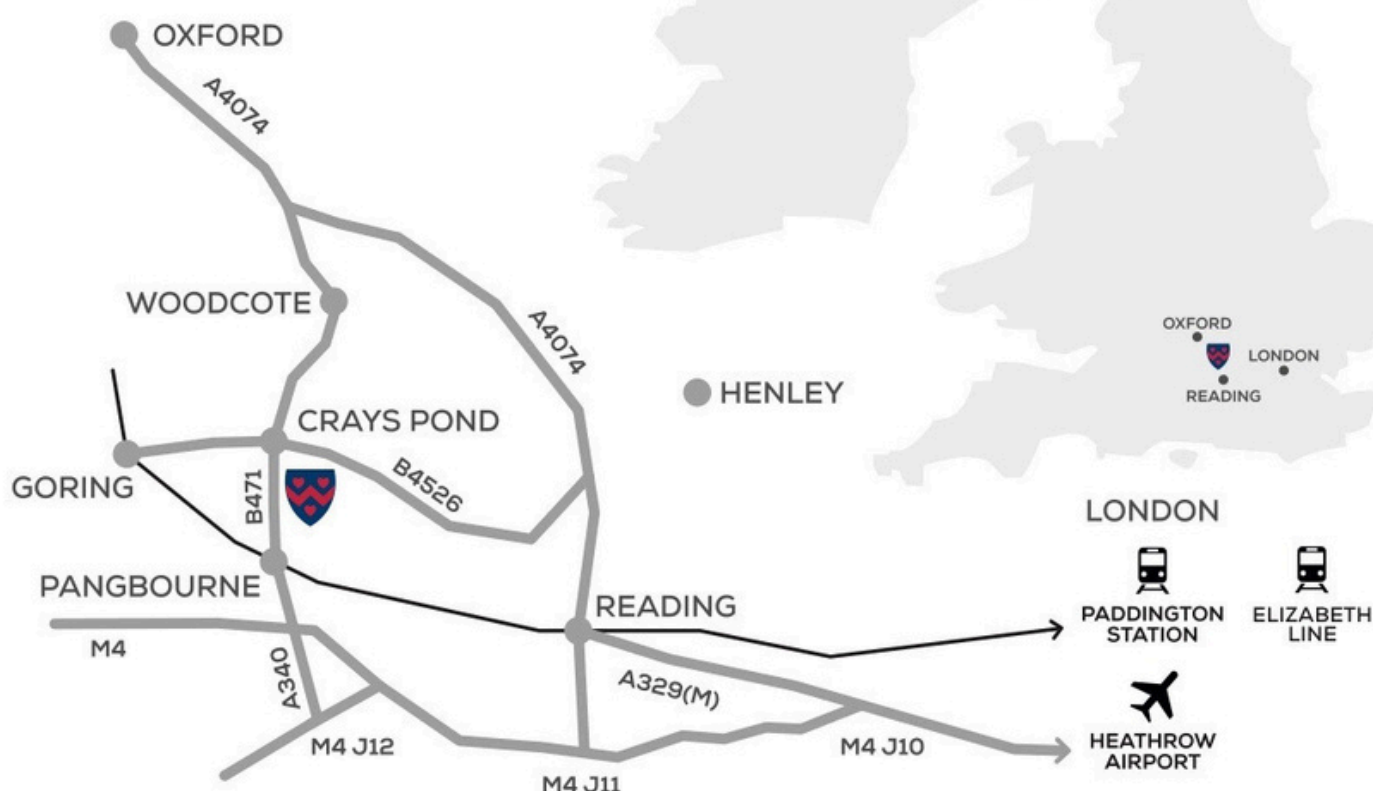 OXFORD
A4074
WOODCOTE
A4074
HENLEY
CRAYS POND
GORING
B471
B4526
PANGBOURNE
READING
M4
A340
A329(M)
M4 J12
M4 J11
M4 J10
OXFORD
LONDON
READING
LONDON
PADDINGTON
STATION
ELIZABETH
LINE
HEATHROW
AIRPORT